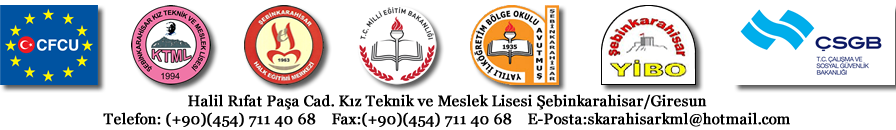 CFCU
ŞEBİNKARAHİSAR KIZ TEKNİK VE MESLEK LİSESİ
KTML
1994
ŞEBİNKARAHİSAR
1963
HALK EĞİTİMİ MERKEZİ
T.C. MİLLÎ EĞİTİM BAKANLIĞI
YATILI İLKÖĞRETİM BÖLGE OKULU
1935
AVUTMUŞ
ŞEBİNKARAHİSAR
Şebinkarahisar
YİBO
ÇSGB
T.C. ÇALIŞMA VE
SOSYAL GÜVENLİK
BAKANLIĞI
Halil Rıfat Paşa Cad. Kız Teknik ve Meslek Lisesi Şebinkarahisar/Giresun
Telefon: (+90)(454) 711 40 68 Fax:(+90)(454) 711 40 68 E-Posta:skarahisarkml@hotmail.com